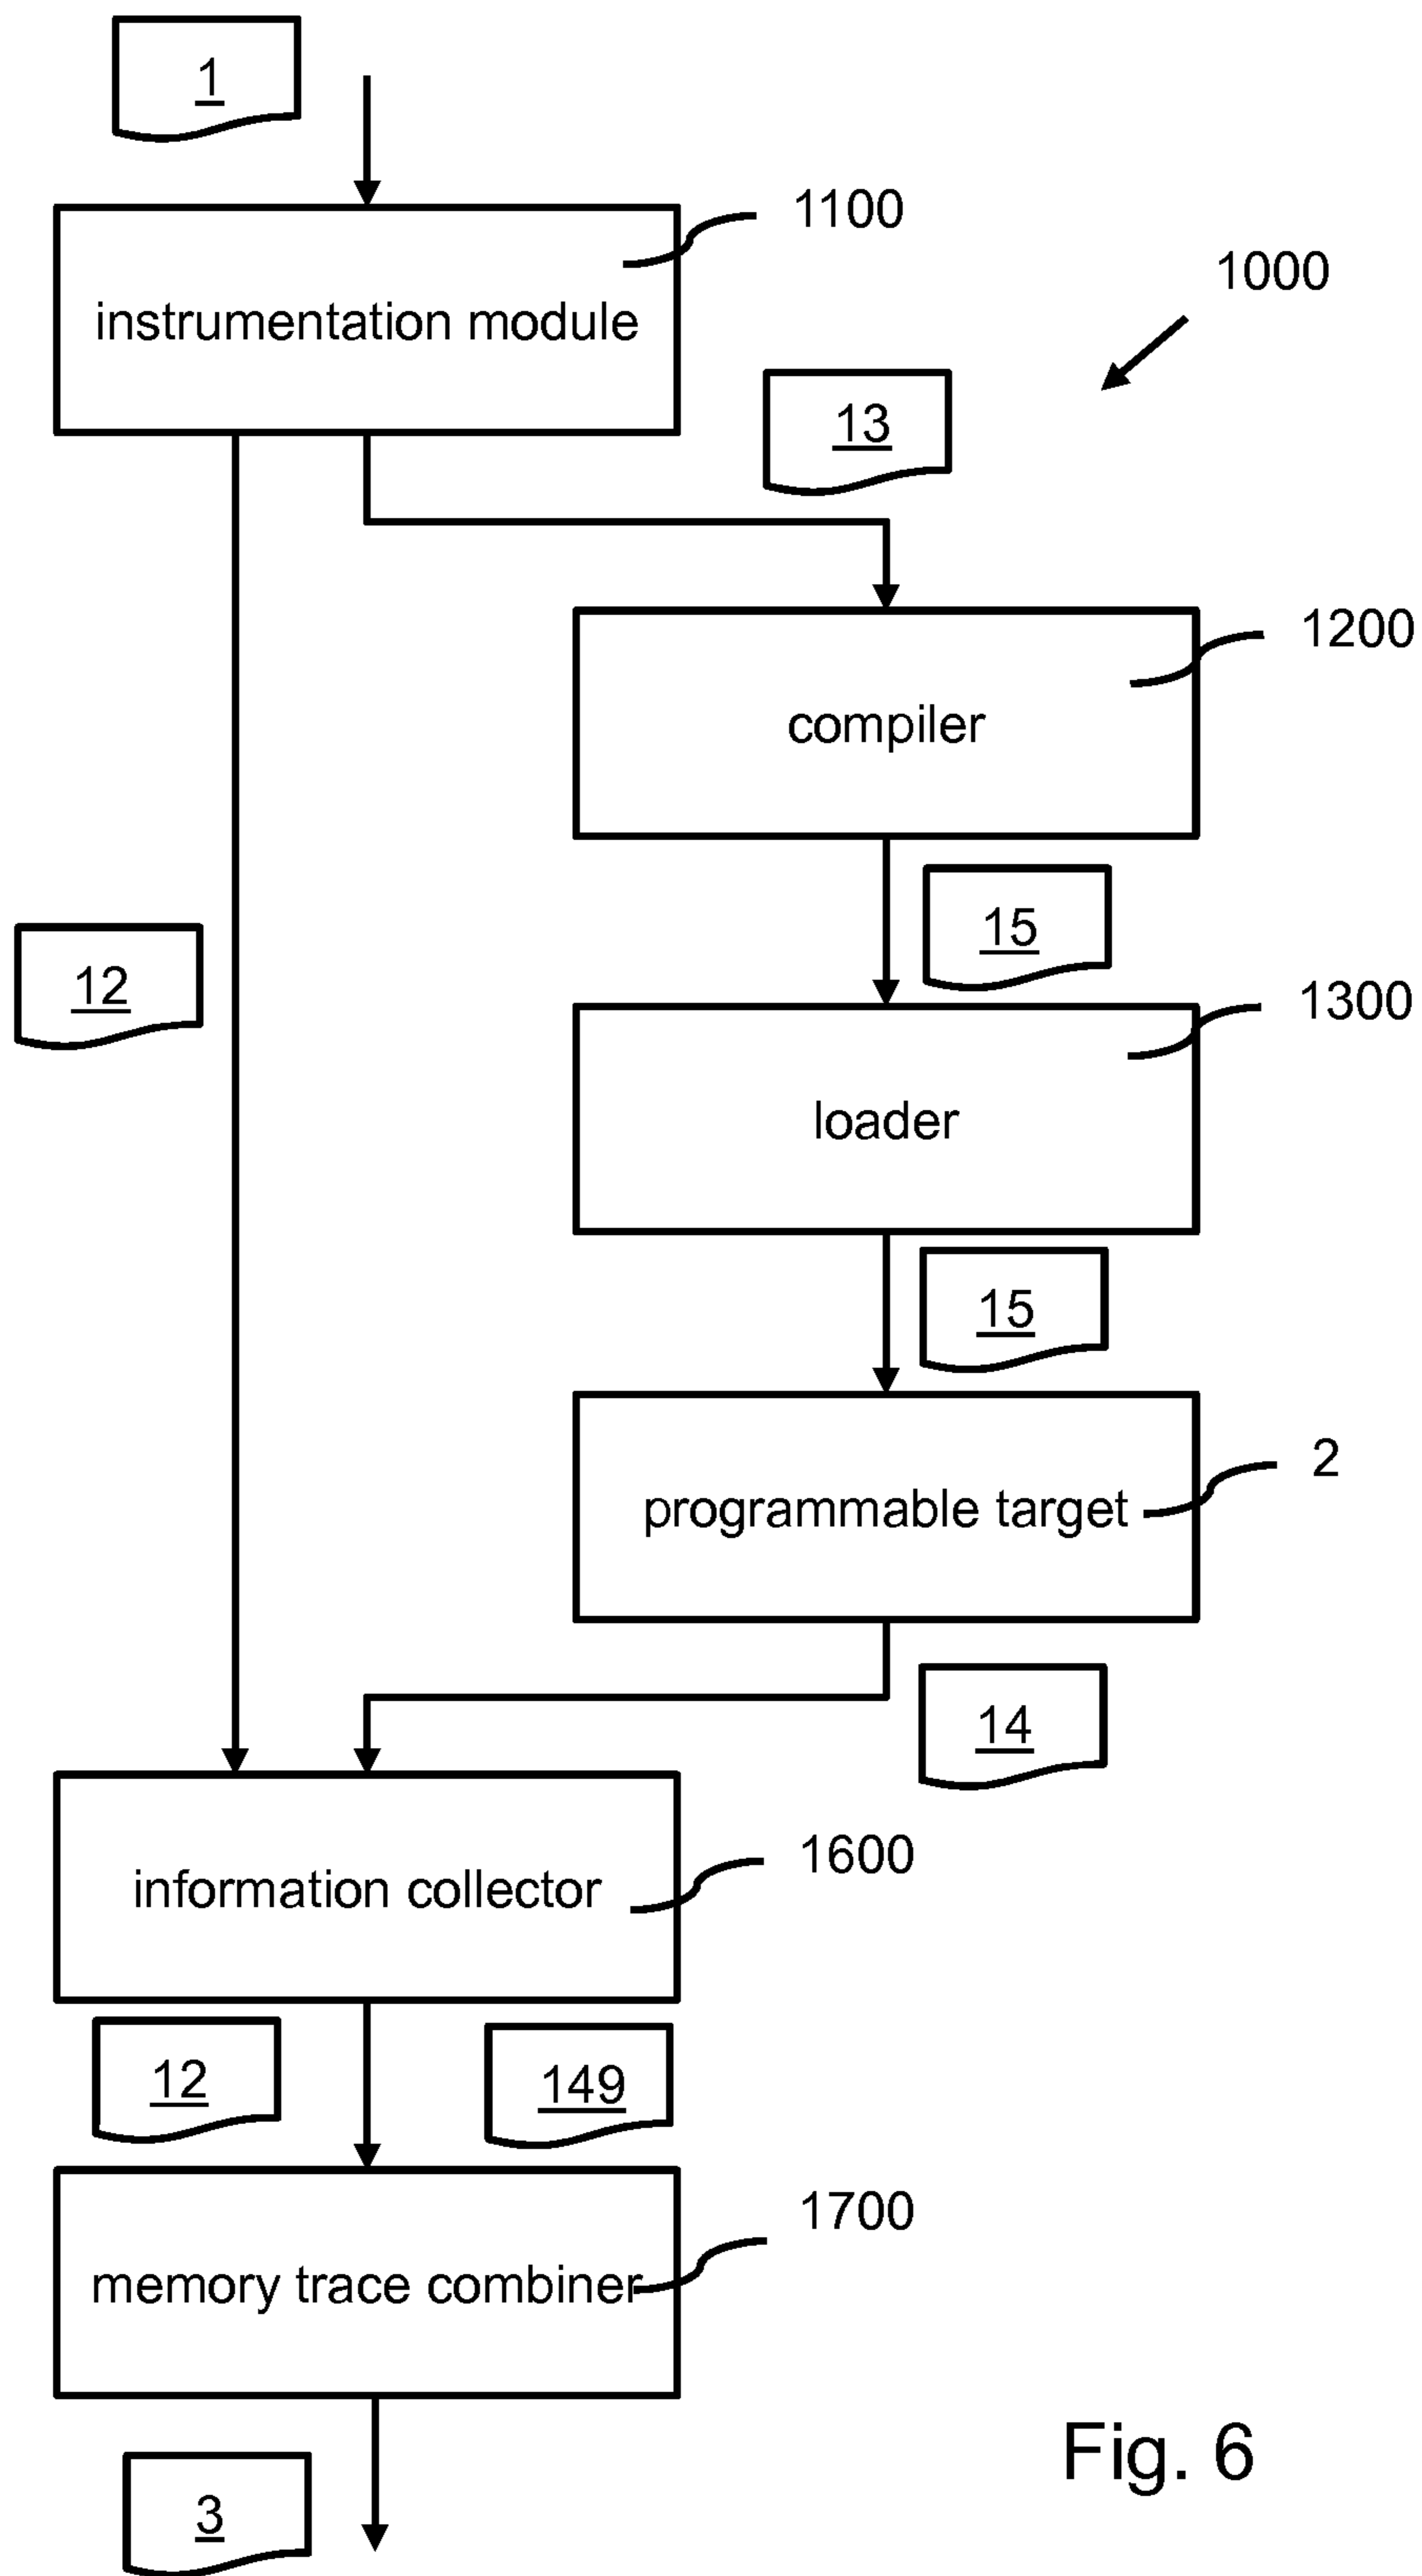 1
1100
instrumentation module
1000
13
1200
compiler
15
12
1300
loader
15
2
programmable target
14
1600
information collector
12
149
1700
memory trace combiner
Fig. 6
3